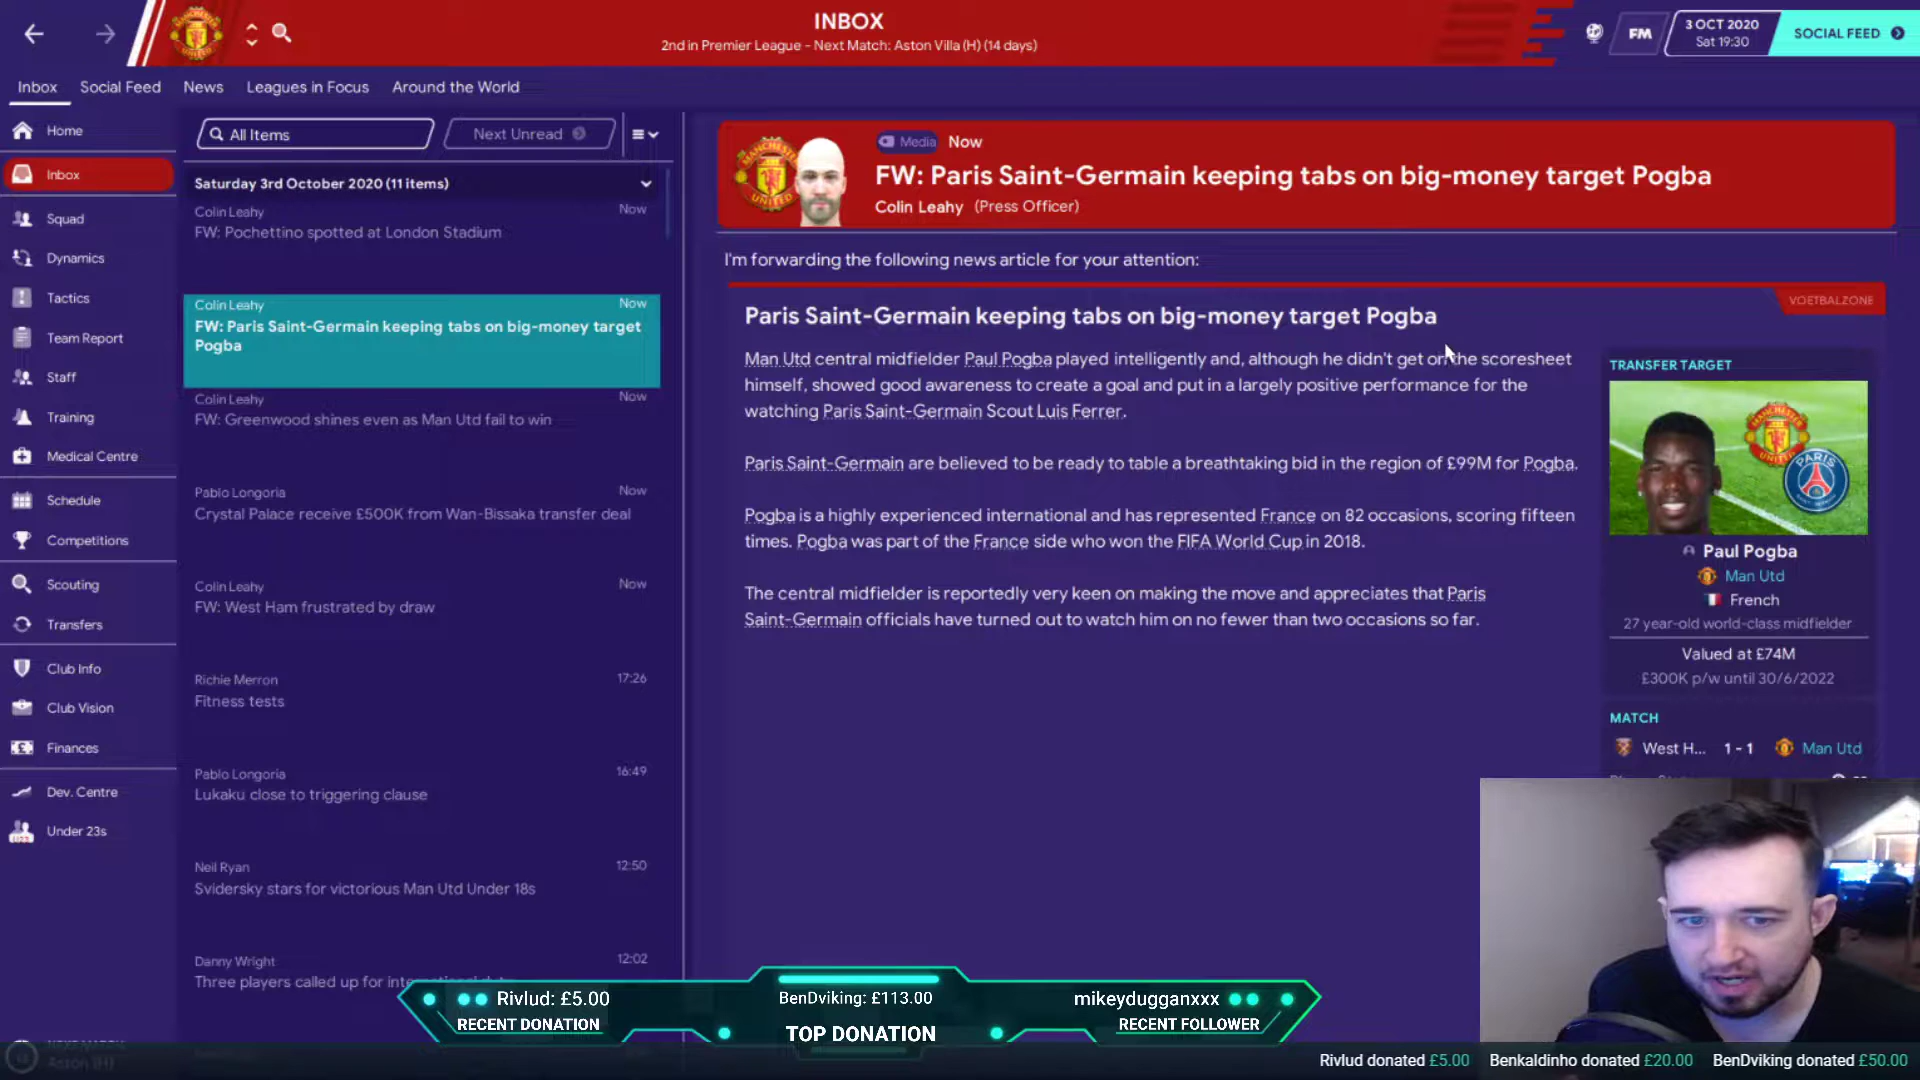 INBOX
2nd in Premier League - Next Match: Aston Villa (H) (14 days)
FM
3 OCT 2020
Sat 19:30
SOCIAL FEED
Inbox
Social Feed
News
Leagues in Focus
Around the World
Home
Inbox
Squad
Dynamics
Tactics
Team Report
Staff
Training
Medical Centre
Schedule
Competitions
Scouting
Transfers
Club Info
Club Vision
Finances
Dev. Centre
Under 23s
All Items
Next Unread
Saturday 3rd October 2020 (11 items)
Colin Leahy Now
FW: Pochettino spotted at London Stadium
Colin Leahy Now
FW: Paris Saint-Germain keeping tabs on big-money target
Pogba
Colin Leahy Now
FW: Greenwood shines even as Man Utd fail to win
Pablo Longoria Now
Crystal Palace receive £500K from Wan-Bissaka transfer deal
Colin Leahy Now
FW: West Ham frustrated by draw
Richie Merron 17:26
Fitness tests
Pablo Longoria 16:49
Lukaku close to triggering clause
Neil Ryan 12:50
Svidersky stars for victorious Man Utd Under 18s
Danny Wright 12:02
Three players called up for
Media Now
FW: Paris Saint-Germain keeping tabs on big-money target Pogba
Colin Leahy (Press Officer)
I'm forwarding the following news article for your attention:
VOETBALZONE
Paris Saint-Germain keeping tabs on big-money target Pogba
Man Utd central midfielder Paul Pogba played intelligently and, although he didn't get on the scoresheet
himself, showed good awareness to create a goal and put in a largely positive performance for the
watching Paris Saint-Germain Scout Luis Ferrer.
Paris Saint-Germain are believed to be ready to table a breathtaking bid in the region of £99M for Pogba.
Pogba is a highly experienced international and has represented France on 82 occasions, scoring fifteen
times. Pogba was part of the France side who won the FIFA World Cup in 2018.
The central midfielder is reportedly very keen on making the move and appreciates that Paris
Saint-Germain officials have turned out to watch him on no fewer than two occasions so far.
TRANSFER TARGET
PARIS
Paul Pogba
Man Utd
French
27 year-old world-class midfielder
Valued at £74M
£300K p/w until 30/6/2022
MATCH
West H... 1 - 1 Man Utd
Rivlud: £5.00
RECENT DONATION
BenDviking: £113.00
TOP DONATION
mikeydugganxxx
RECENT FOLLOWER
Rivlud donated £5.00 Benkaldinho donated £20.00 BenDviking donated £50.00